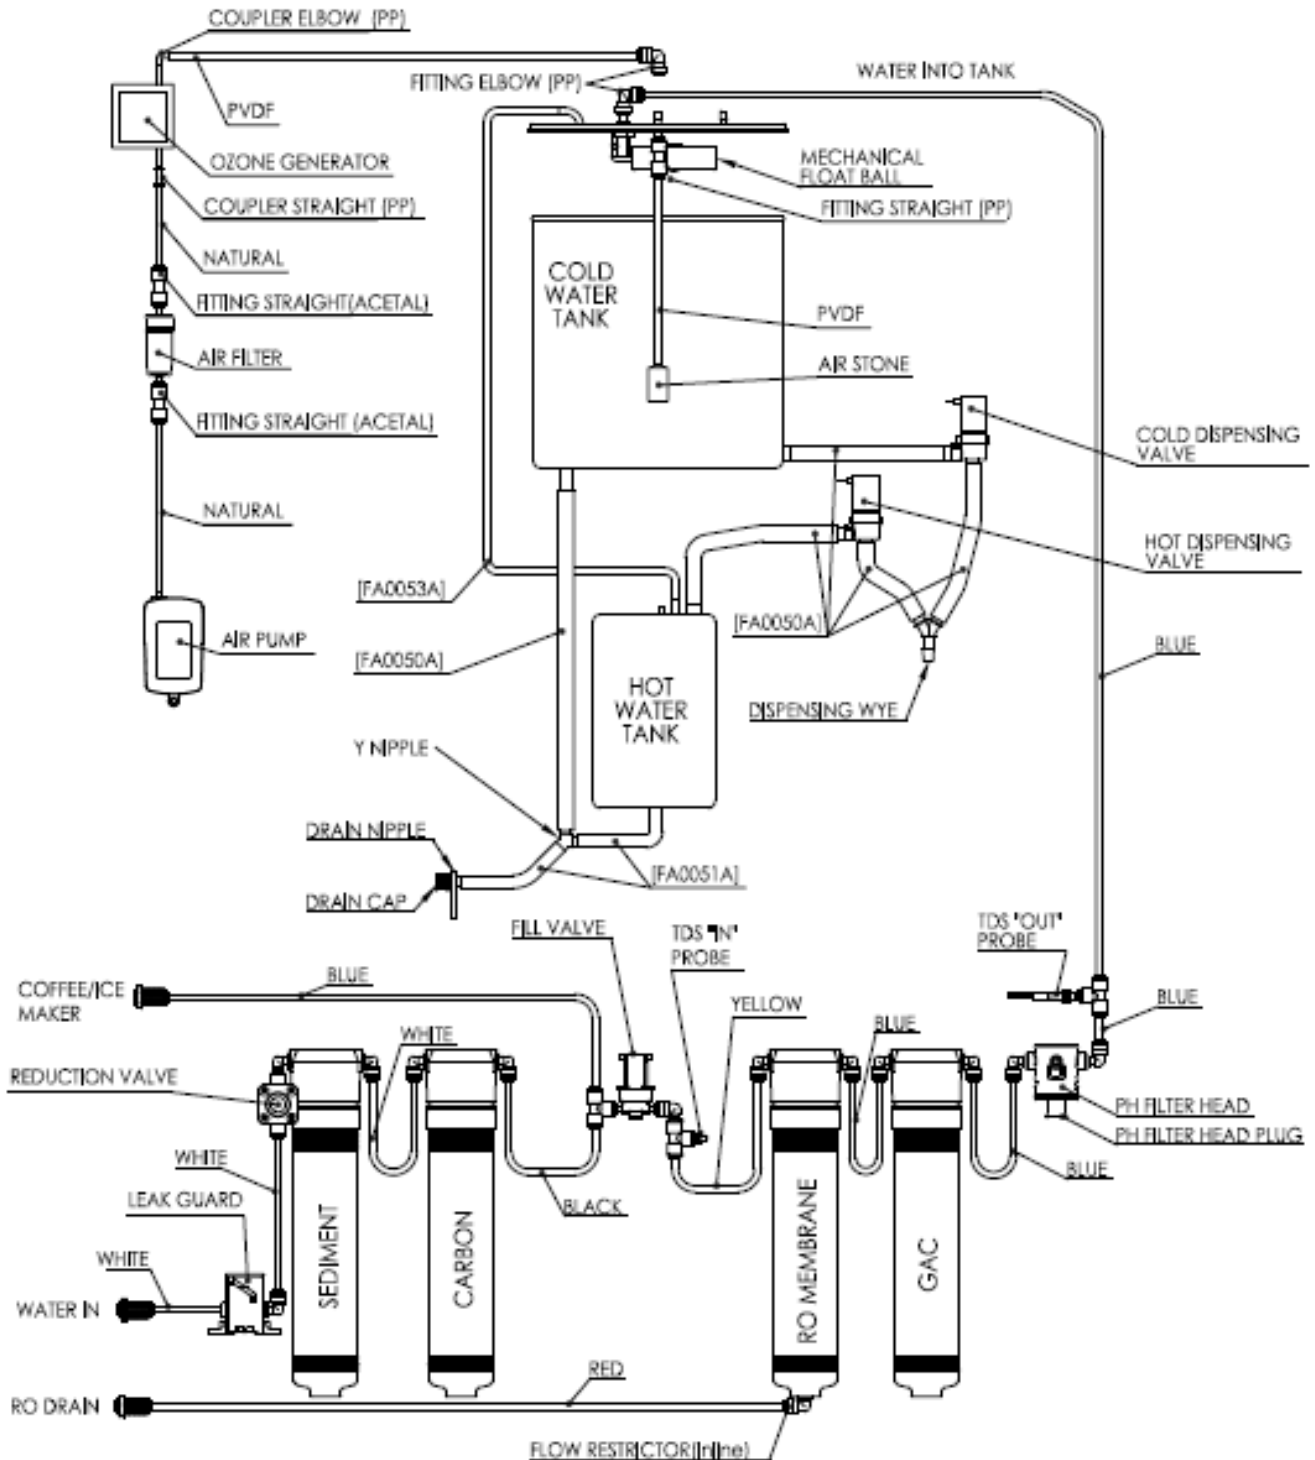 COUPLER ELBOW (PP)
WATER INTO TANK
FITTING ELBOW (PP)
PVDF
OZONE GENERATOR
MECHANICAL
FLOAT BALL
COUPLER STRAIGHT (PP)
FITTING STRAIGHT (PP)
NATURAL
COLD
WATER
TANK
FITTING STRAIGHT(ACETAL)
PVDF
AIR FILTER
AIR STONE
FITTING STRAIGHT (ACETAL)
COLD DISPENSING
VALVE
NATURAL
HOT DISPENSING
VALVE
[FA0053A]
[FA0050A]
AIR PUMP
[FA0050A]
BLUE
HOT
WATER
TANK
DISPENSING WYE
Y NIPPLE
DRAIN NIPPLE
[FA0051A]
DRAIN CAP
FILL VALVE
TDS "IN"
PROBE
TDS "OUT"
PROBE
COFFEE/ICE
MAKER
BLUE
YELLOW
BLUE
BLUE
WHITE
REDUCTION VALVE
PH FILTER HEAD
PH FILTER HEAD PLUG
WHITE
BLUE
LEAK GUARD
BLACK
WHITE
SEDIMENT
CARBON
RO MEMBRANE
GAC
WATER IN
RED
RO DRAIN
FLOW RESTRICTOR(Inline)